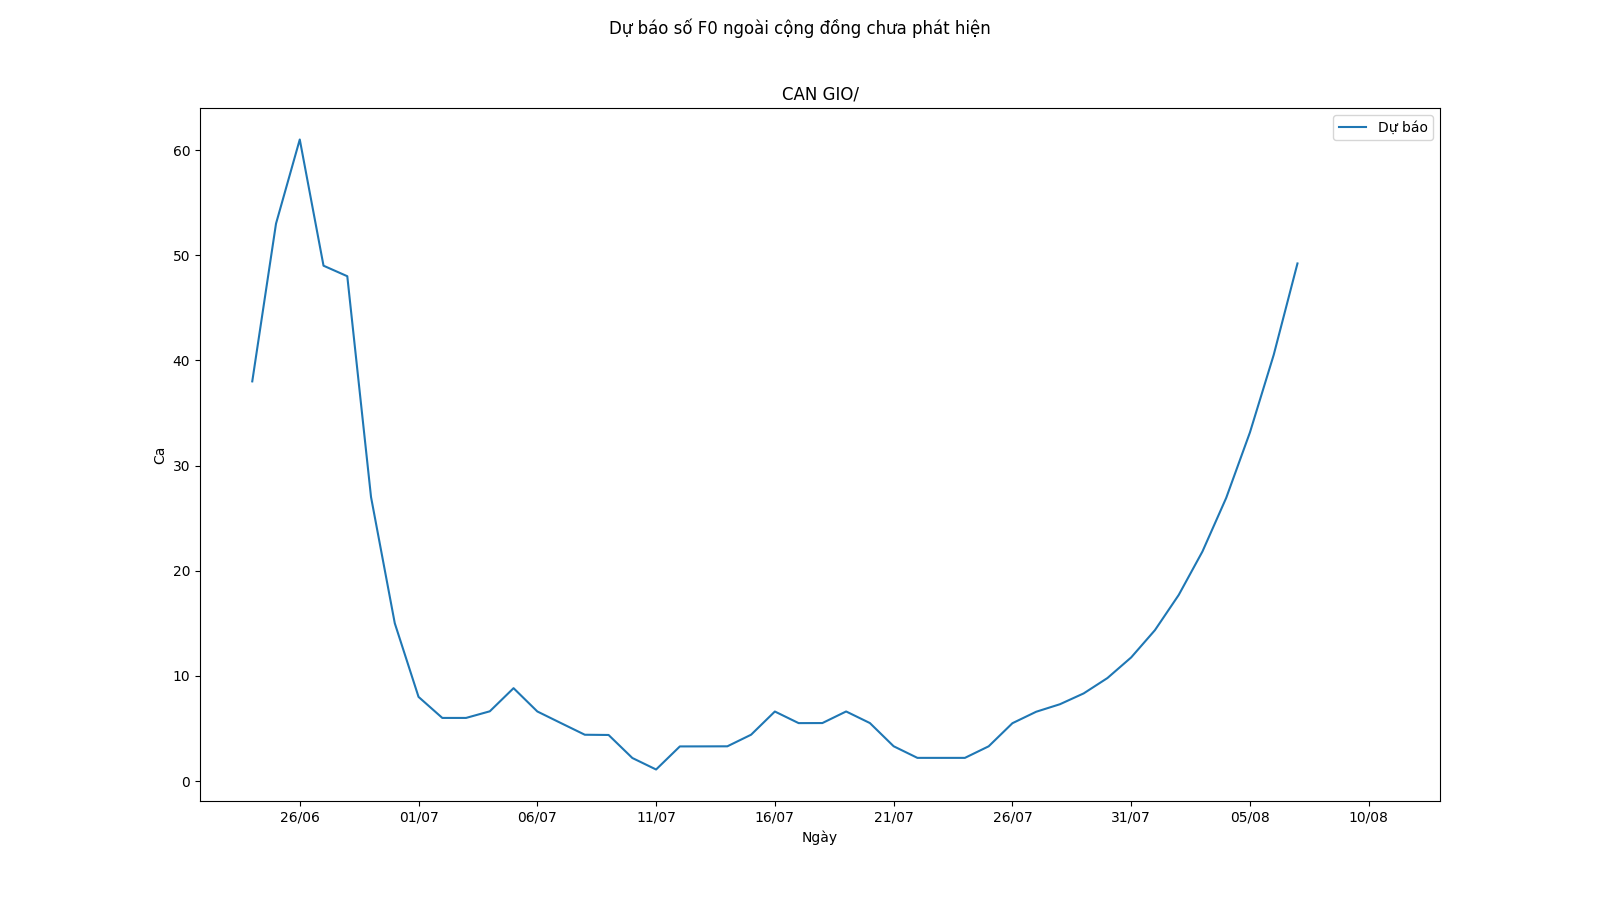 Dự báo số F0 ngoài cộng đồng chưa phát hiện
CAN GIO/
Dự báo
60
50
40
30
20
10
0
Ca
26/06 01/07 06/07 11/07 16/07 21/07 26/07 31/07 05/08 10/08
Ngày